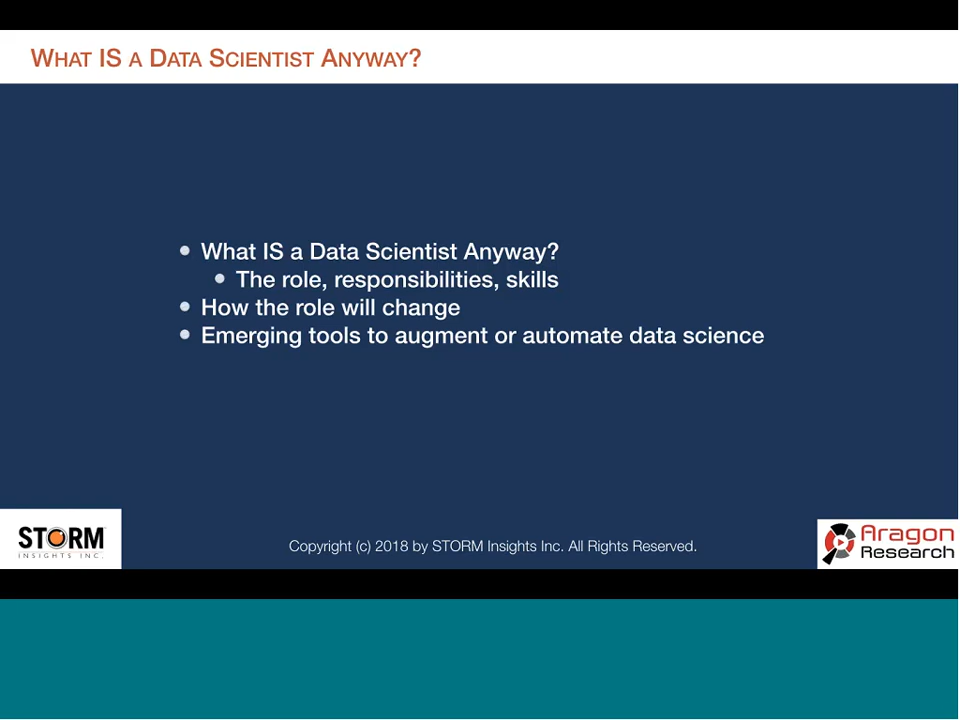 WHAT IS A DATA SCIENTIST ANYWAY?
• What IS a Data Scientist Anyway?
• The role, responsibilities, skills
• How the role will change
• Emerging tools to augment or automate data science
STORM
INSIGHTS INC.
Copyright (c) 2018 by STORM Insights Inc. All Rights Reserved.
Aragon
Research